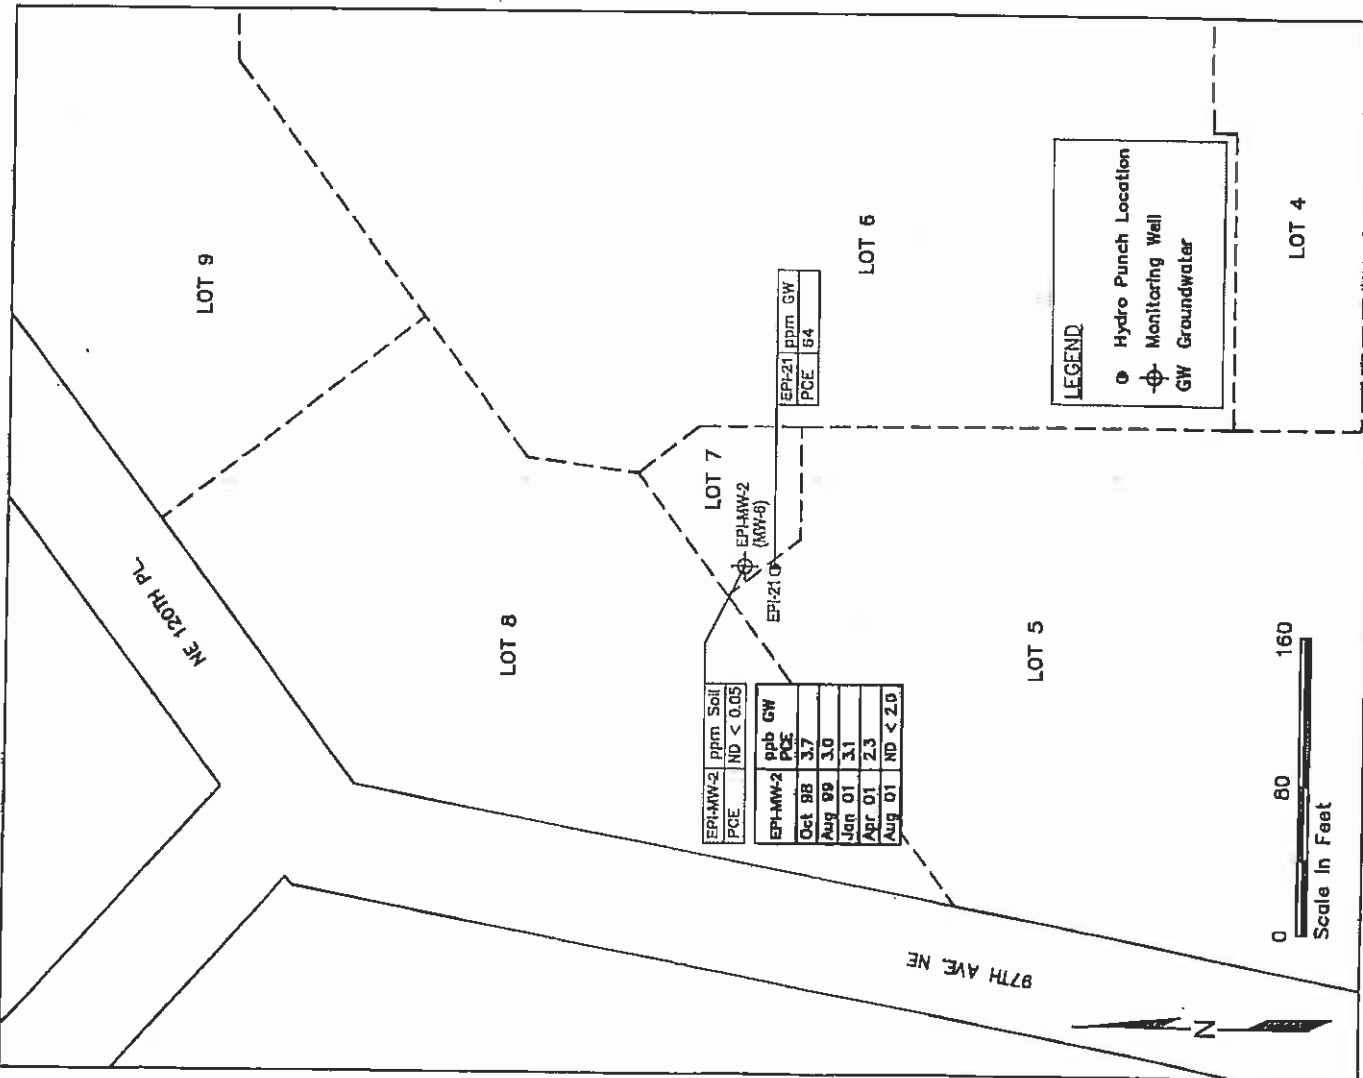 LOT 9
NE 120TH PL.
LOT 8
LOT 7
EPI-MW-2
(MW-6)
EPI-21
LOT 6
EPI-21 ppm GW
PCE 64
EPI-MW-2 ppm Soil
PCE ND < 0.05
EPI-MW-2 ppb GW PCE
Oct 98 3.7
Aug 99 3.0
Jan 01 3.1
Apr 01 2.3
Aug 01 ND < 2.0
LOT 5
LOT 4
97TH AVE. NE
LEGEND
Hydro Punch Location
Monitoring Well
GW Groundwater
0 80 160
Scale In Feet
N